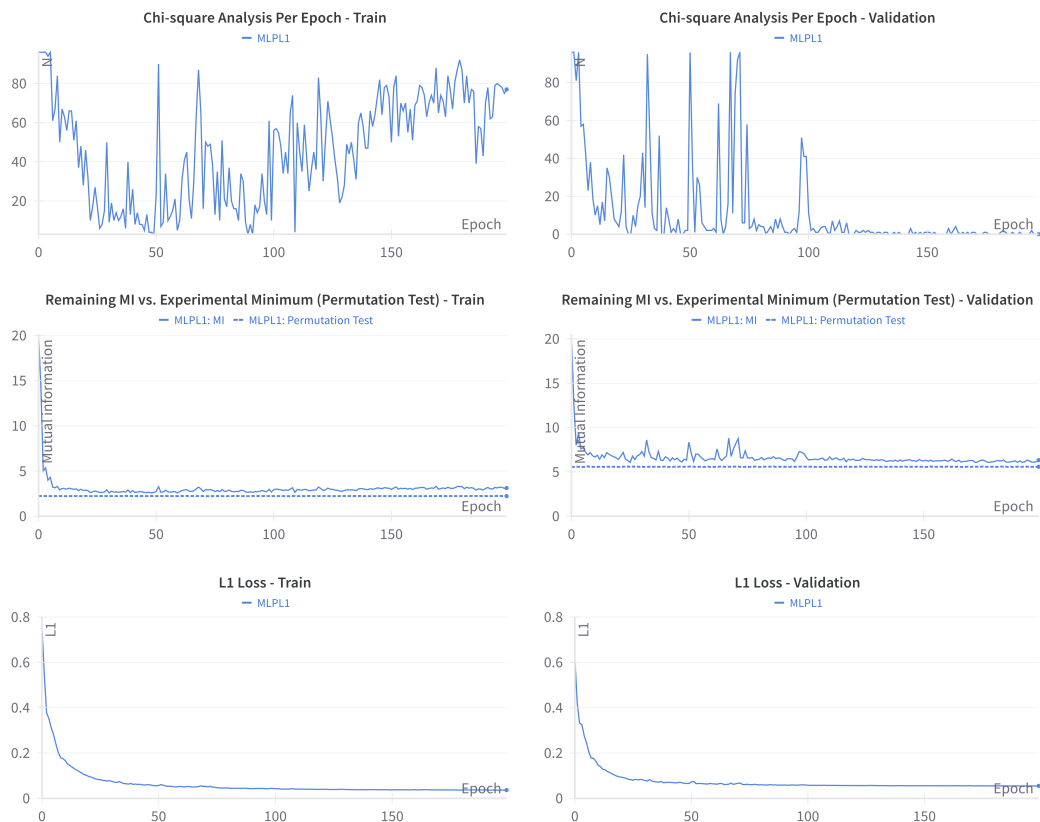 Chi-square Analysis Per Epoch - Train
MLPL1
N
80
60
40
20
Epoch
0 50 100 150
Chi-square Analysis Per Epoch - Validation
MLPL1
N
80
60
40
20
0
Epoch
0 50 100 150
Remaining MI vs. Experimental Minimum (Permutation Test) - Train
MLPL1: MI MLPL1: Permutation Test
Mutual information
20
15
10
5
0
Epoch
0 50 100 150
Remaining MI vs. Experimental Minimum (Permutation Test) - Validation
MLPL1: MI MLPL1: Permutation Test
Mutual information
20
15
10
5
0
Epoch
0 50 100 150
L1 Loss - Train
MLPL1
L1
0.8
0.6
0.4
0.2
0
Epoch
0 50 100 150
L1 Loss - Validation
MLPL1
L1
0.8
0.6
0.4
0.2
0
Epoch
0 50 100 150